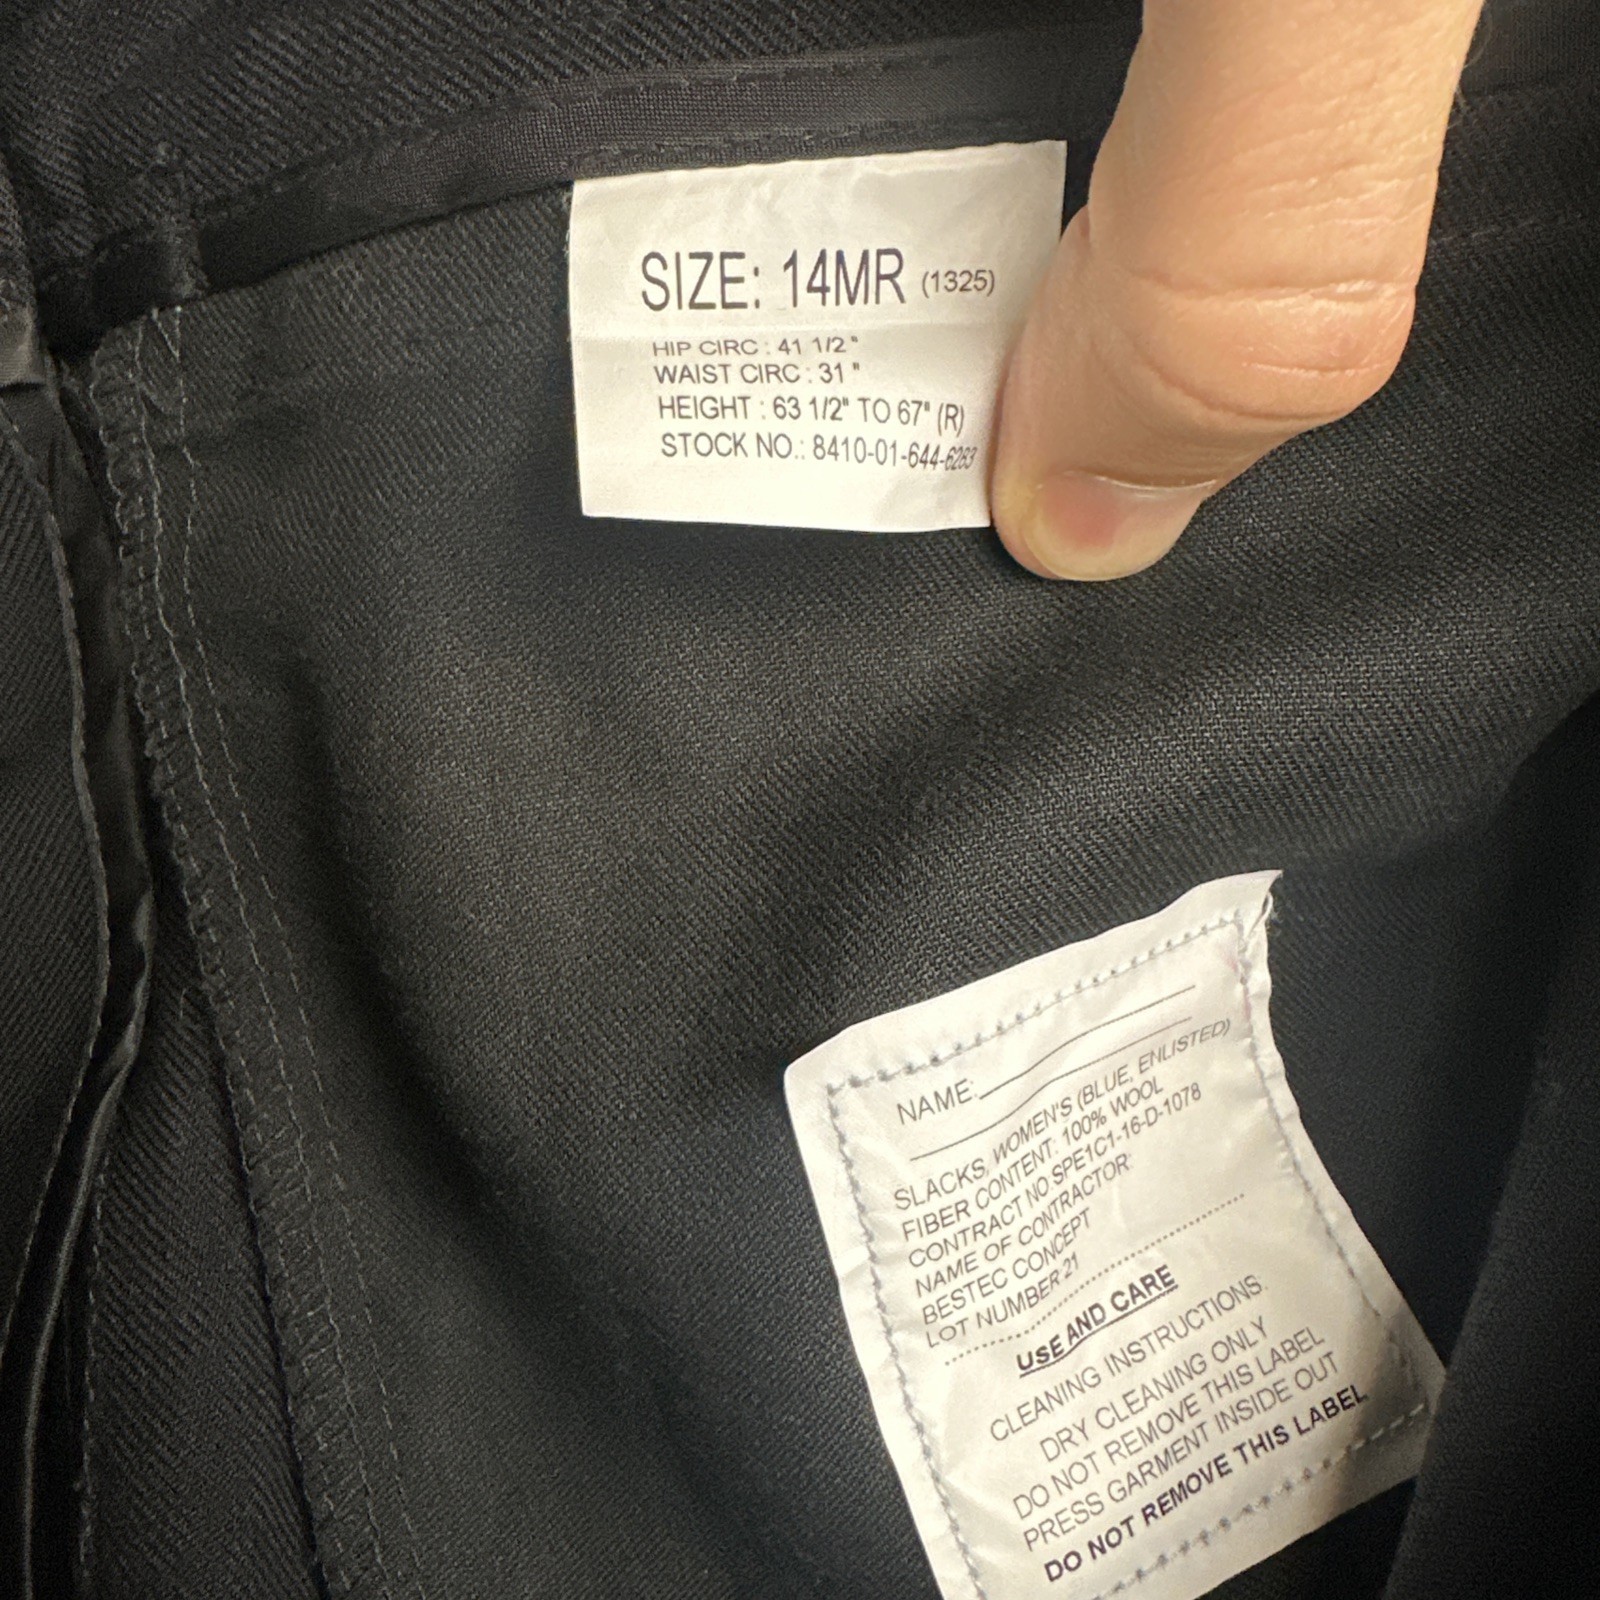 SIZE: 14MR (1325)
HIP CIRC : 41 1/2"
WAIST CIRC : 31 "
HEIGHT : 63 1/2" TO 67" (R)
STOCK NO.: 8410-01-644-6283
NAME:
SLACKS, WOMEN'S (BLUE, ENLISTED)
FIBER CONTENT: 100% WOOL
CONTRACT NO SPE1C1-16-D-1078
NAME OF CONTRACTOR:
BESTEC CONCEPT
LOT NUMBER 21
USE AND CARE
CLEANING INSTRUCTIONS:
DRY CLEANING ONLY
DO NOT REMOVE THIS LABEL
PRESS GARMENT INSIDE OUT
DO NOT REMOVE THIS LABEL